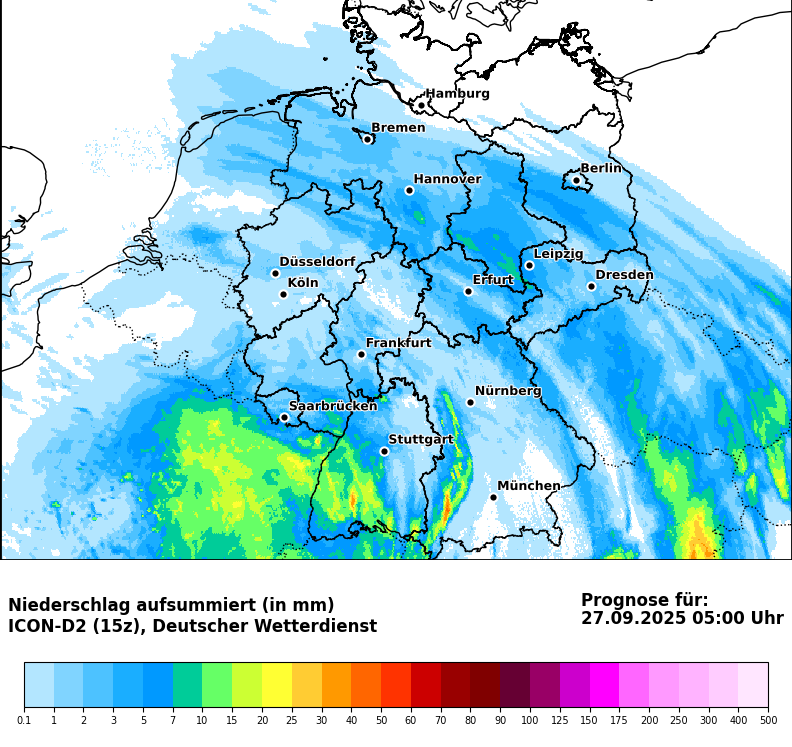 Hamburg
Bremen
Berlin
Hannover
Düsseldorf
Leipzig
Köln
Erfurt
Dresden
Frankfurt
Nürnberg
Saarbrücken
Stuttgart
München
Niederschlag aufsummiert (in mm)
ICON-D2 (15z), Deutscher Wetterdienst
Prognose für:
27.09.2025 05:00 Uhr
0.1 1 2 3 5 7 10 15 20 25 30 40 50 60 70 80 90 100 125 150 175 200 250 300 400 500